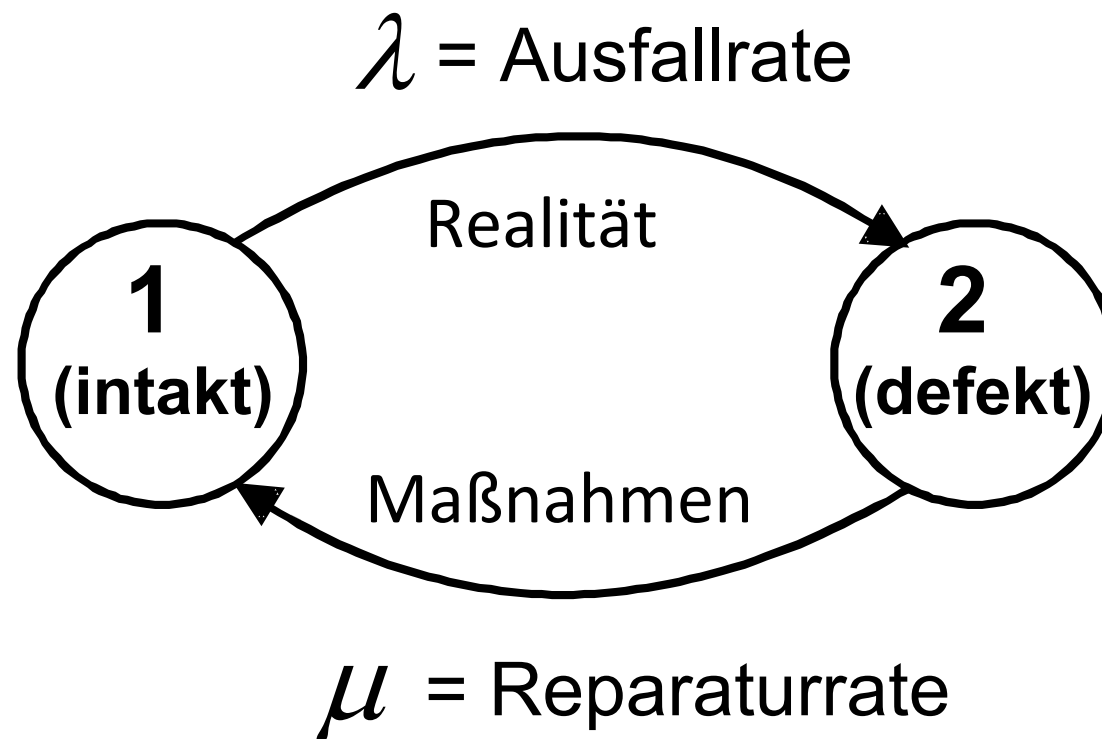 λ = Ausfallrate
Realität
1
(intakt)
2
(defekt)
Maßnahmen
μ = Reparaturrate